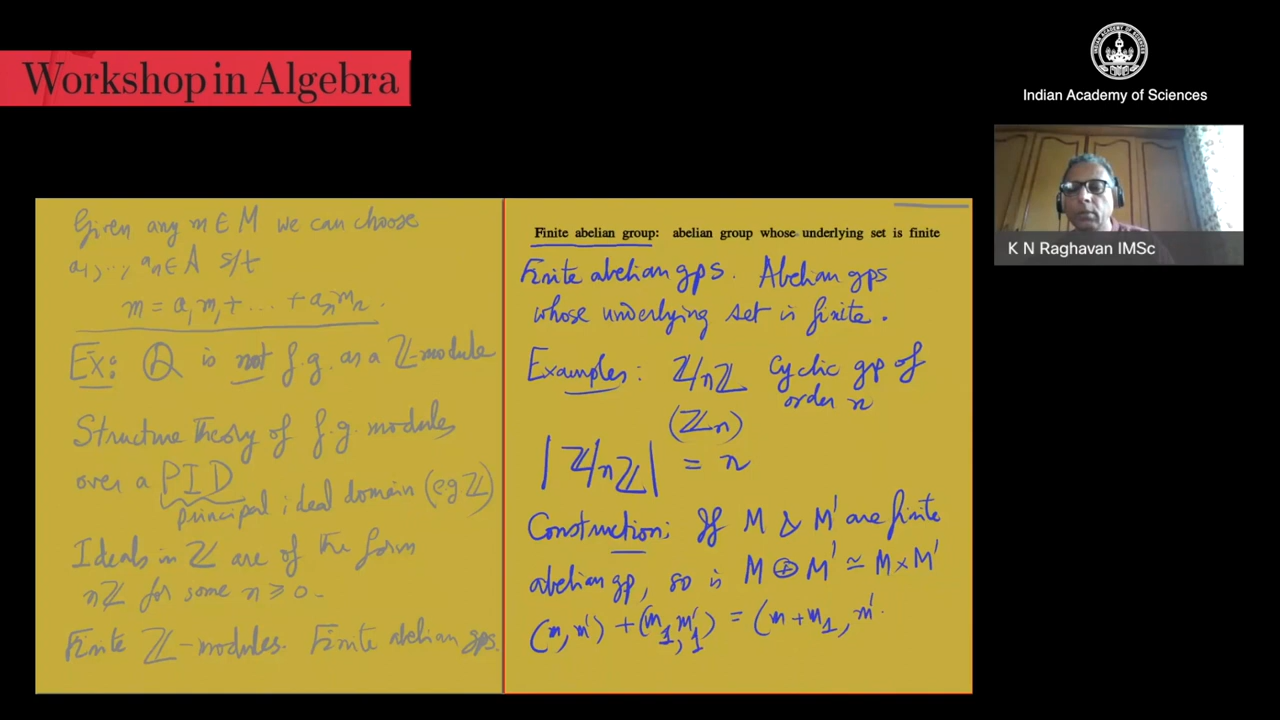 Workshop in Algebra
Indian Academy of Sciences
K N Raghavan IMSc
Given any m ∈ M we can choose
a₁, ..., aₙ ∈ A s/t
m = a₁m₁ + ... + aₙmₙ.
Ex: ℚ is not f.g. as a ℤ-module
Structure Theory of f.g. modules
over a PID
principal ideal domain (e.g ℤ)
Ideals in ℤ are of the form
nℤ for some n ≥ 0.
Finite ℤ-modules. Finite abelian gps.
Finite abelian group: abelian group whose underlying set is finite
Finite abelian gps. Abelian gps
whose underlying set is finite.
Examples: ℤ/nℤ Cyclic gp of
order n
(ℤₙ)
|ℤ/nℤ| = n
Construction: If M & M' are finite
abelian gp, so is M ⊕ M' ≃ M × M'
(m, m') + (m₁, m'₁) = (m + m₁, m'